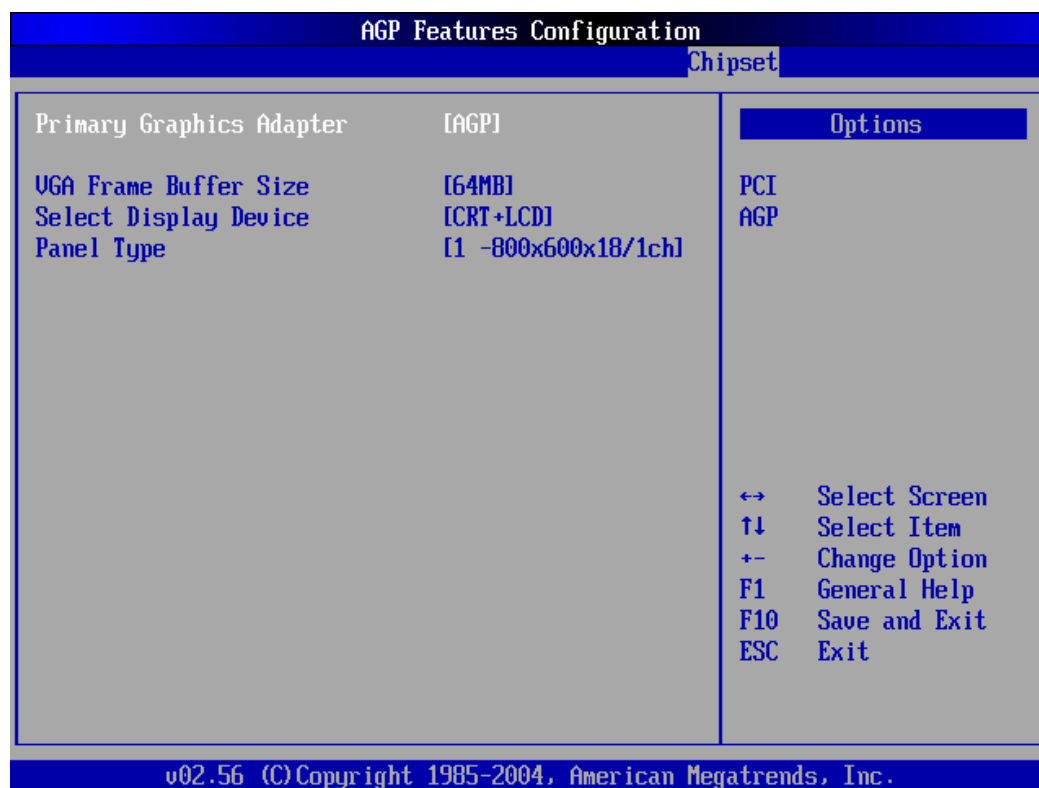 AGP Features Configuration
Chipset
Primary Graphics Adapter [AGP]
VGA Frame Buffer Size [64MB]
Select Display Device [CRT+LCD]
Panel Type [1 -800x600x18/1ch]
Options
PCI
AGP
←→ Select Screen
↑↓ Select Item
+- Change Option
F1 General Help
F10 Save and Exit
ESC Exit
v02.56 (C)Copyright 1985-2004, American Megatrends, Inc.